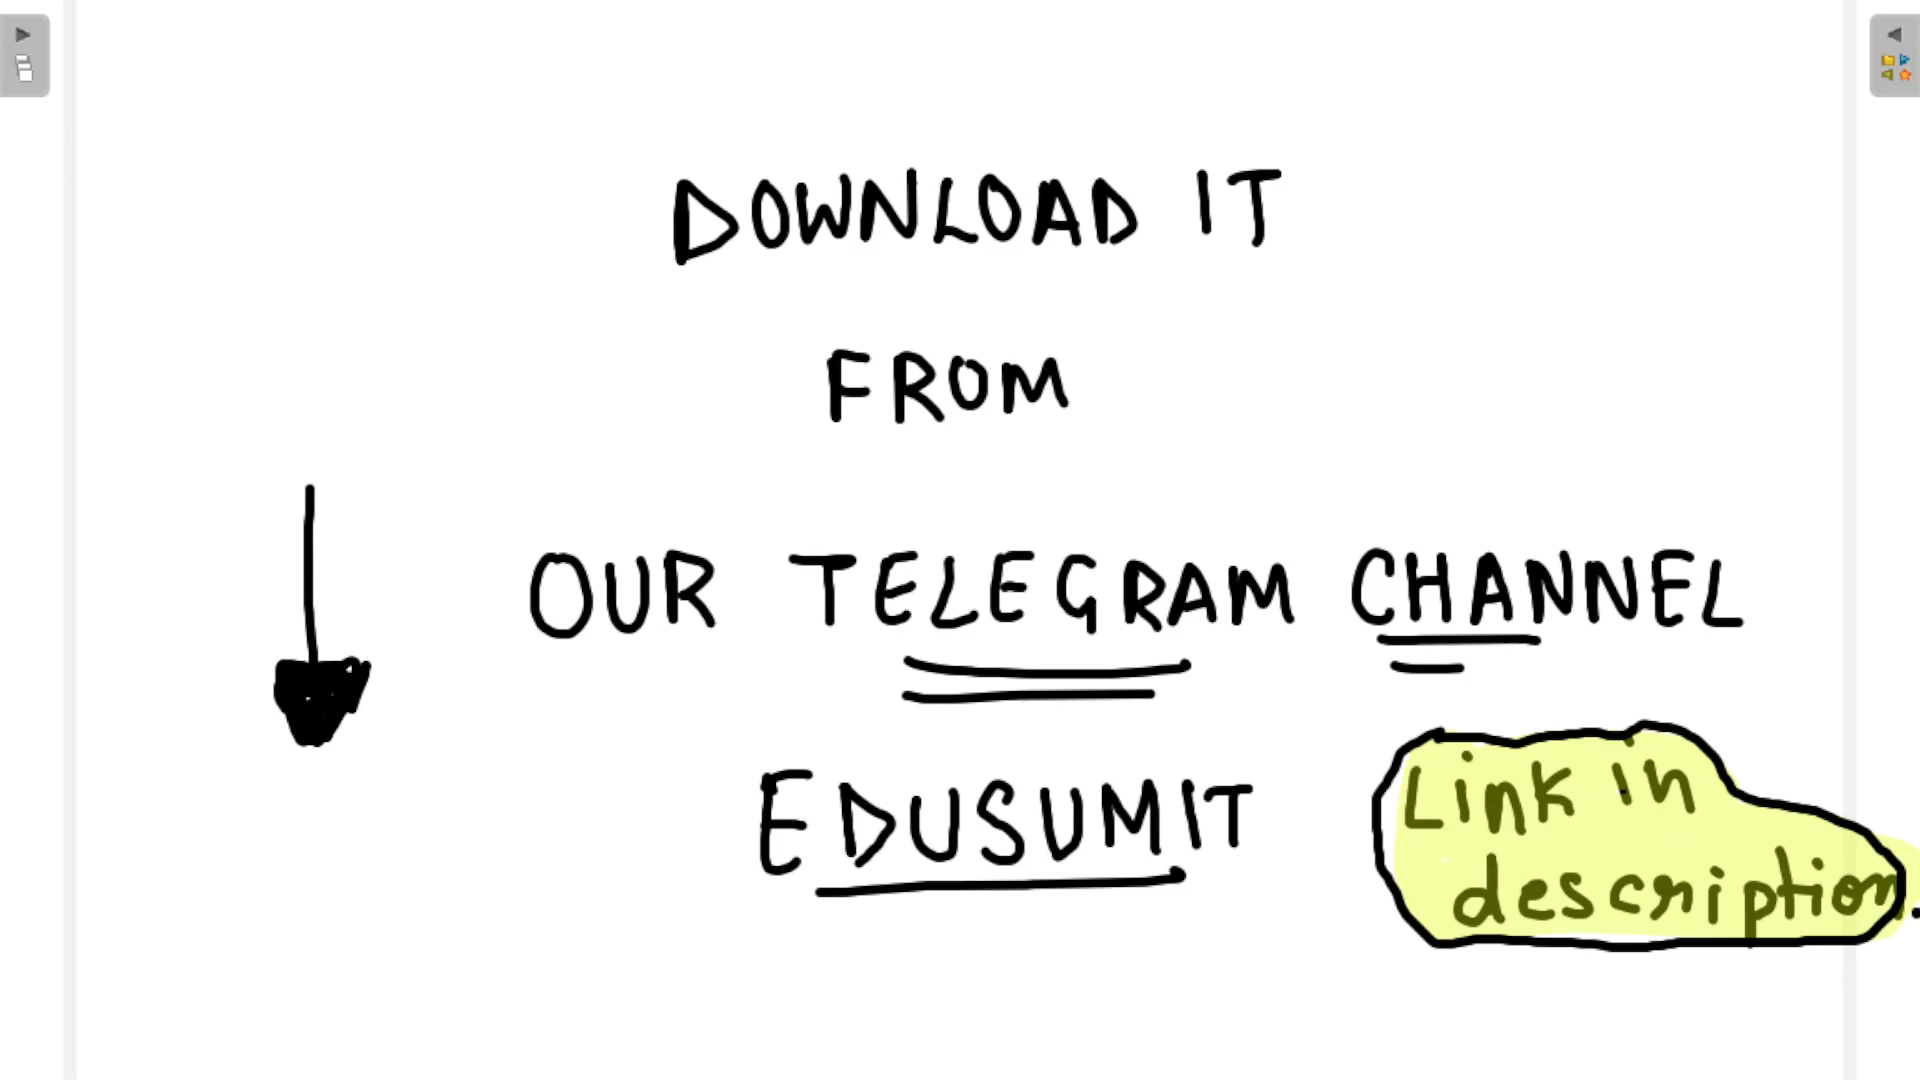 DOWNLOAD IT
FROM
OUR TELEGRAM CHANNEL
EDUSUMIT
Link in
description.